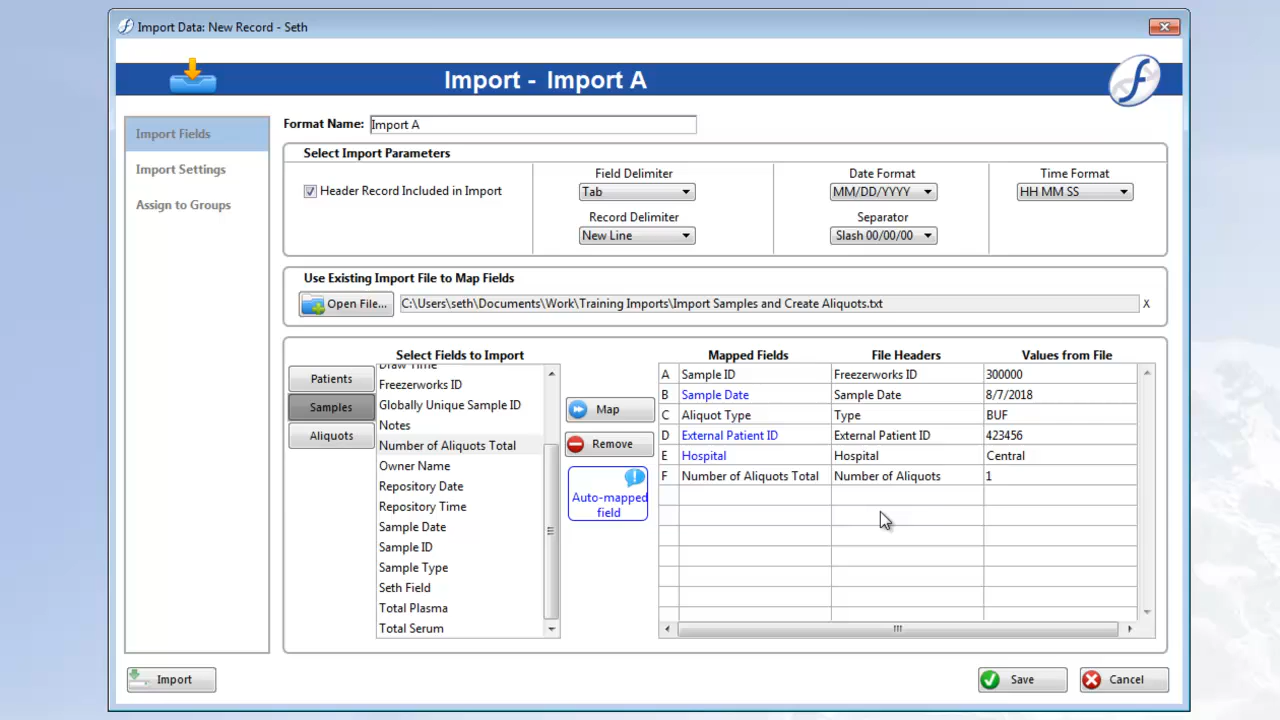 Import Data: New Record - Seth
Import - Import A
Import Fields
Import Settings
Assign to Groups
Format Name: Import A
Select Import Parameters
Header Record Included in Import
Field Delimiter
Tab
Record Delimiter
New Line
Date Format
MM/DD/YYYY
Separator
Slash 00/00/00
Time Format
HH MM SS
Use Existing Import File to Map Fields
Open File... C:\Users\seth\Documents\Work\Training Imports\Import Samples and Create Aliquots.txt X
Select Fields to Import
Patients
Samples
Aliquots
Draw Time
Freezerworks ID
Globally Unique Sample ID
Notes
Number of Aliquots Total
Owner Name
Repository Date
Repository Time
Sample Date
Sample ID
Sample Type
Seth Field
Total Plasma
Total Serum
Map
Remove
Auto-mapped
field
Mapped Fields File Headers Values from File
A Sample ID Freezerworks ID 300000
B Sample Date Sample Date 8/7/2018
C Aliquot Type Type BUF
D External Patient ID External Patient ID 423456
E Hospital Hospital Central
F Number of Aliquots Total Number of Aliquots 1
Import
Save
Cancel